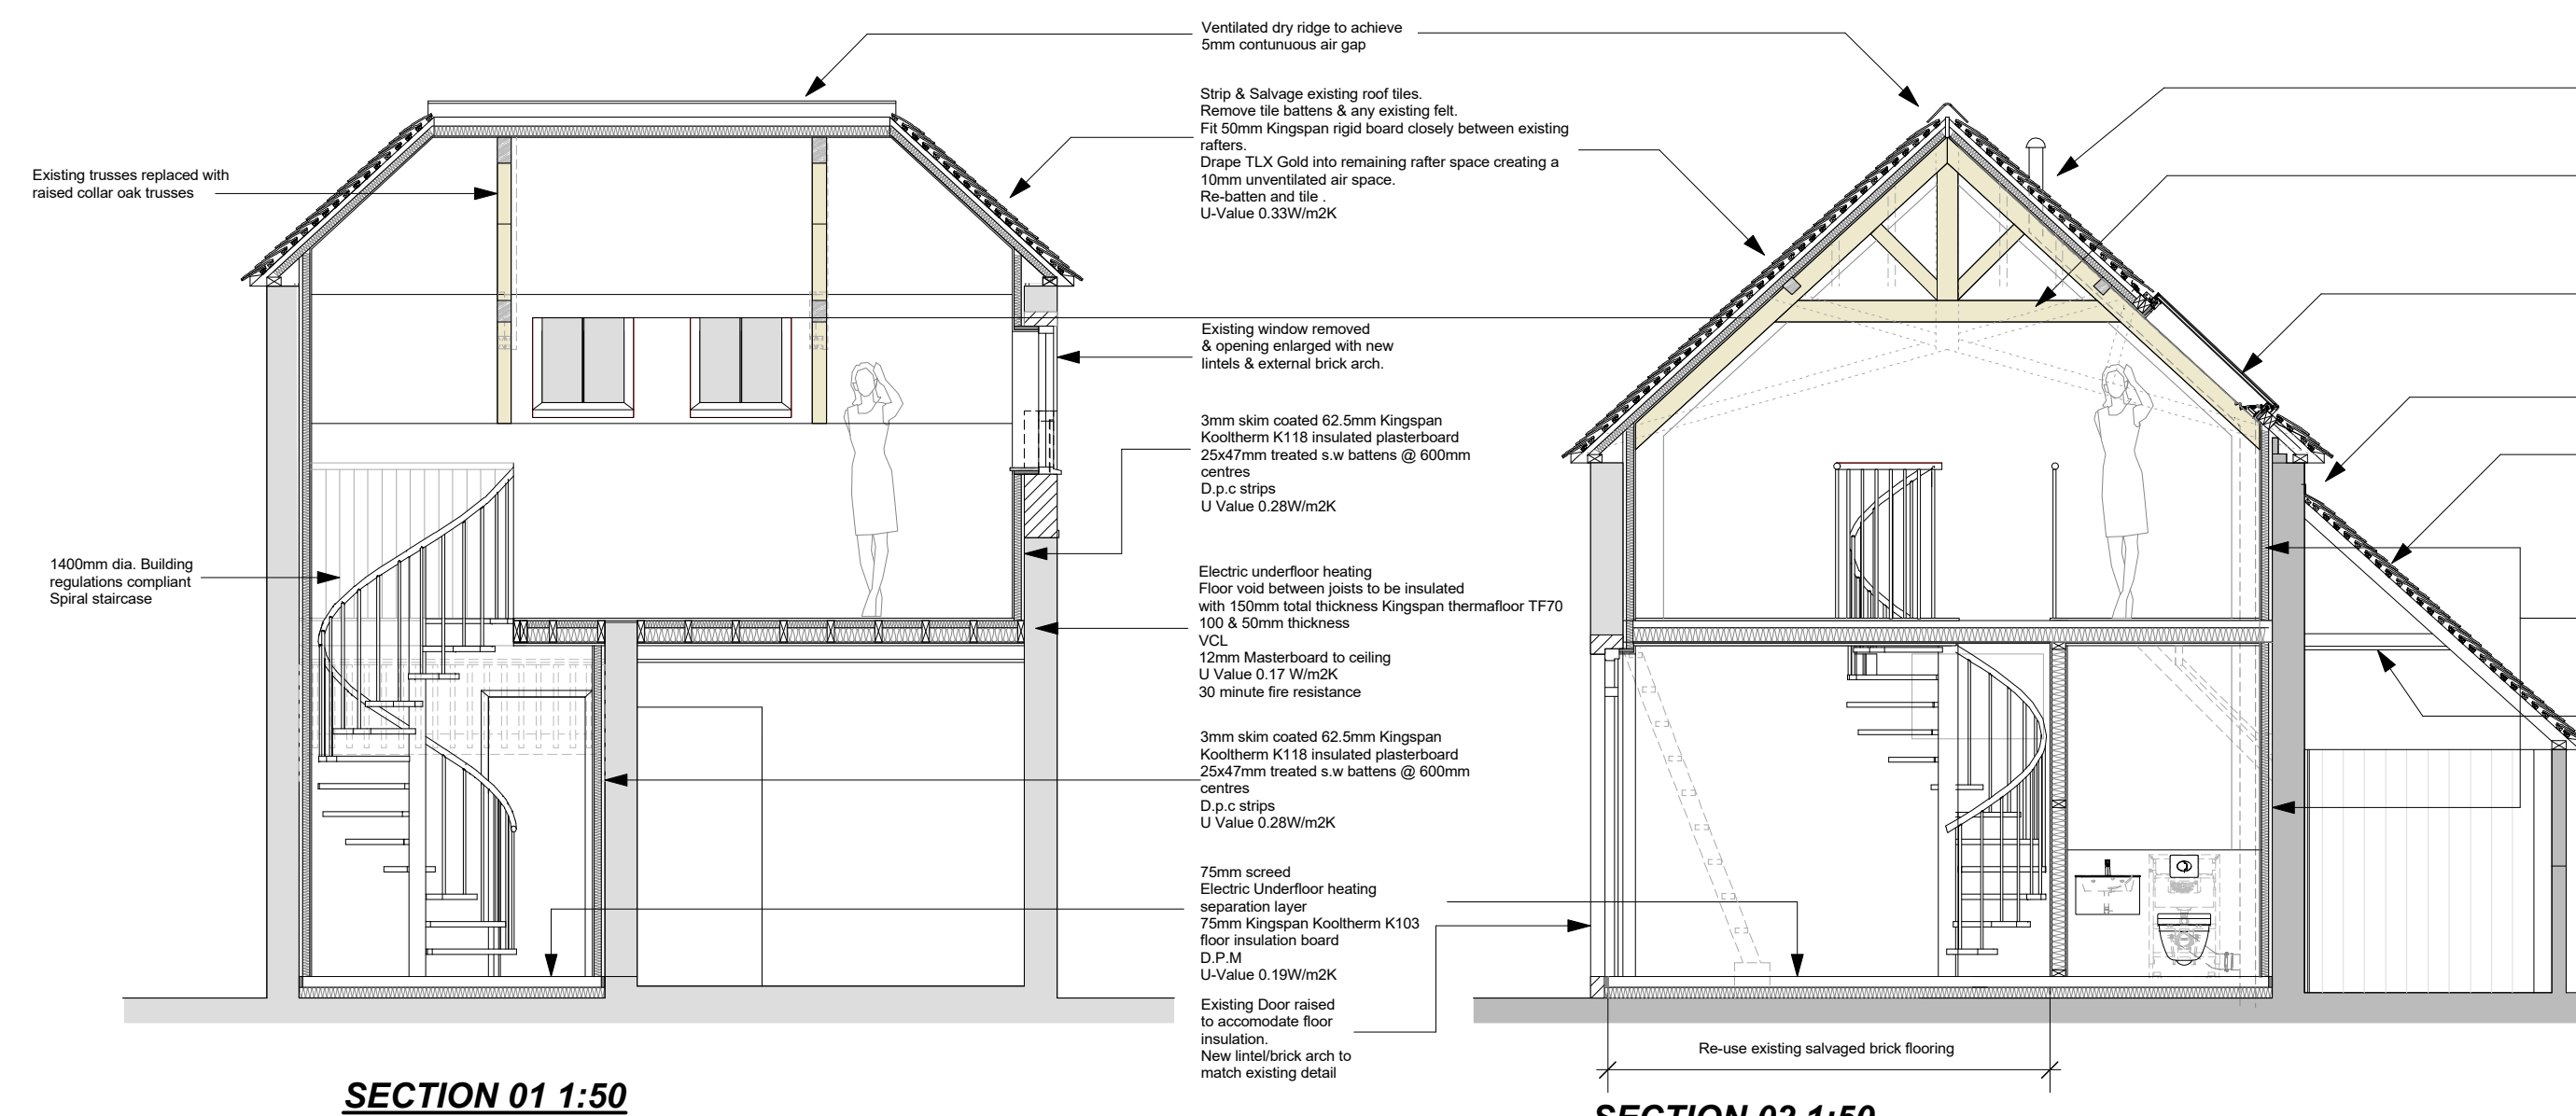 Ventilated dry ridge to achieve
5mm contunuous air gap
Strip & Salvage existing roof tiles.
Remove tile battens & any existing felt.
Fit 50mm Kingspan rigid board closely between existing
rafters.
Drape TLX Gold into remaining rafter space creating a
10mm unventilated air space.
Re-batten and tile .
U-Value 0.33W/m2K
Existing trusses replaced with
raised collar oak trusses
Existing window removed
& opening enlarged with new
lintels & external brick arch.
3mm skim coated 62.5mm Kingspan
Kooltherm K118 insulated plasterboard
25x47mm treated s.w battens @ 600mm
centres
D.p.c strips
U Value 0.28W/m2K
1400mm dia. Building
regulations compliant
Spiral staircase
Electric underfloor heating
Floor void between joists to be insulated
with 150mm total thickness Kingspan thermafloor TF70
100 & 50mm thickness
VCL
12mm Masterboard to ceiling
U Value 0.17 W/m2K
30 minute fire resistance
3mm skim coated 62.5mm Kingspan
Kooltherm K118 insulated plasterboard
25x47mm treated s.w battens @ 600mm
centres
D.p.c strips
U Value 0.28W/m2K
75mm screed
Electric Underfloor heating
separation layer
75mm Kingspan Kooltherm K103
floor insulation board
D.P.M
U-Value 0.19W/m2K
Existing Door raised
to accomodate floor
insulation.
New lintel/brick arch to
match existing detail
Re-use existing salvaged brick flooring
SECTION 01 1:50
SECTION 02 1:50